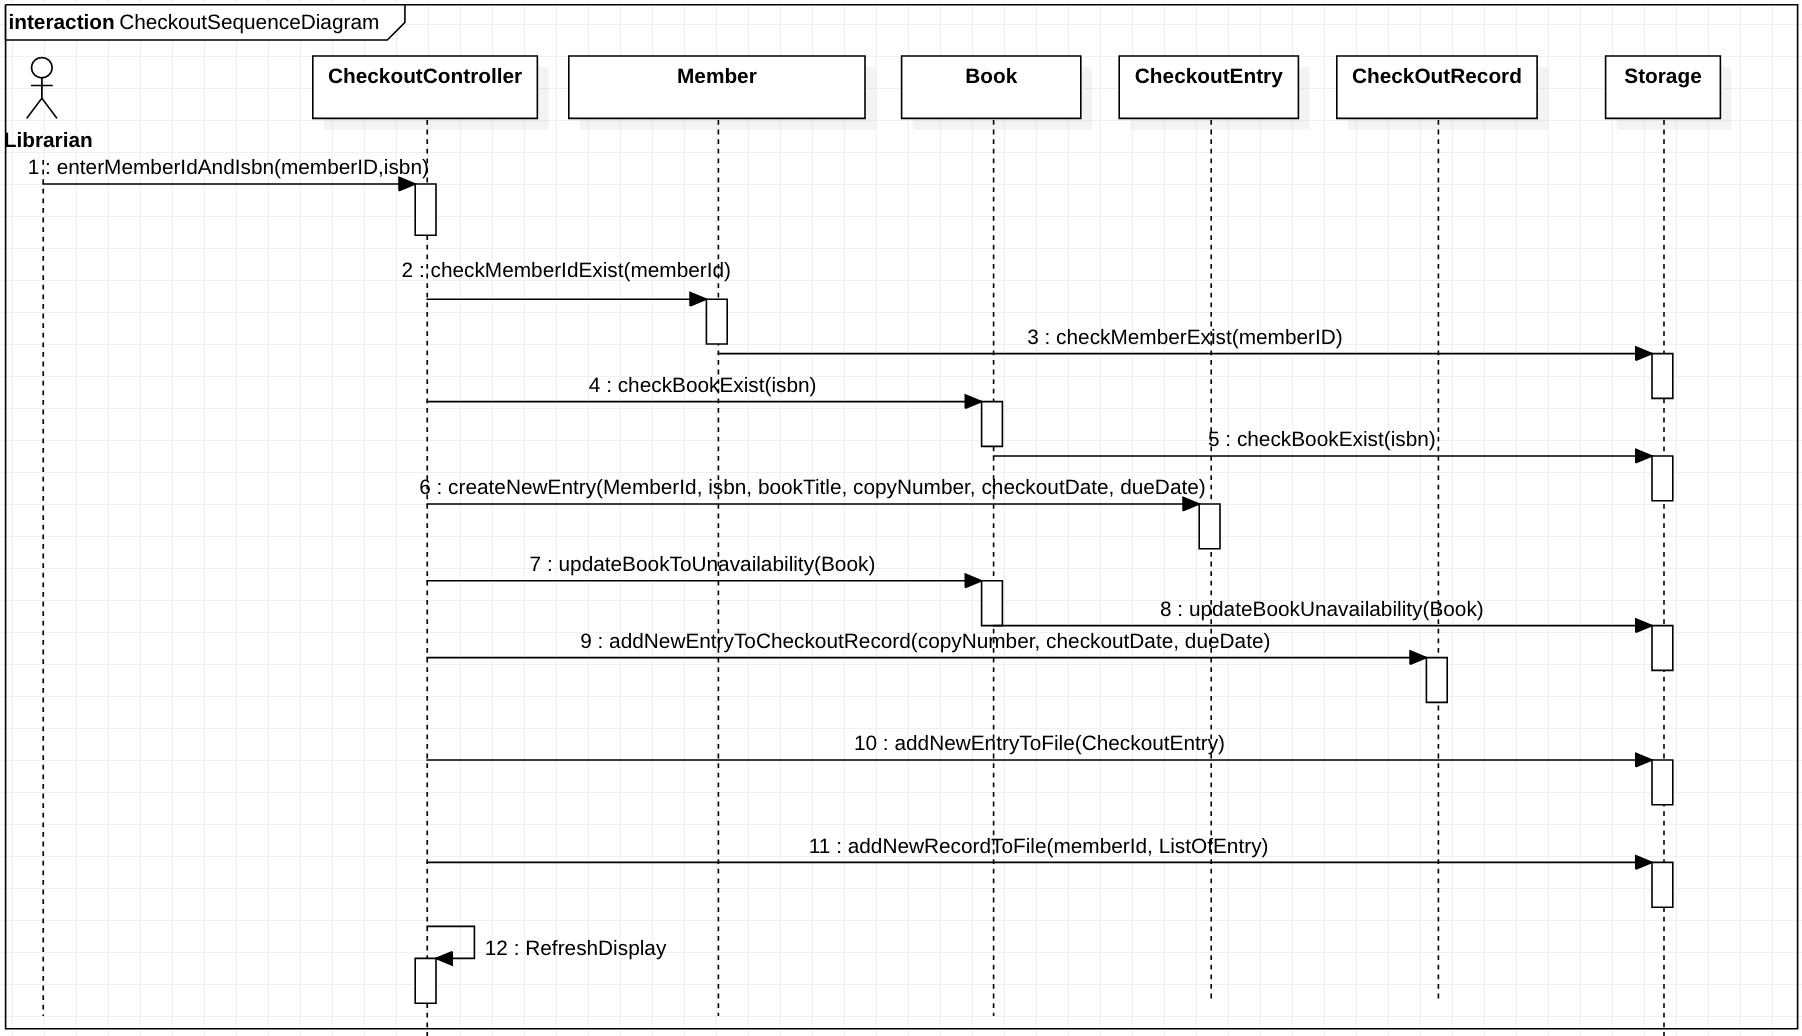 interaction CheckoutSequenceDiagram
CheckoutController
Member
Book
CheckoutEntry
CheckOutRecord
Storage
Librarian
1 : enterMemberIdAndIsbn(memberID,isbn)
2 : checkMemberIdExist(memberId)
3 : checkMemberExist(memberID)
4 : checkBookExist(isbn)
5 : checkBookExist(isbn)
6 : createNewEntry(MemberId, isbn, bookTitle, copyNumber, checkoutDate, dueDate)
7 : updateBookToUnavailability(Book)
8 : updateBookUnavailability(Book)
9 : addNewEntryToCheckoutRecord(copyNumber, checkoutDate, dueDate)
10 : addNewEntryToFile(CheckoutEntry)
11 : addNewRecordToFile(memberId, ListOfEntry)
12 : RefreshDisplay